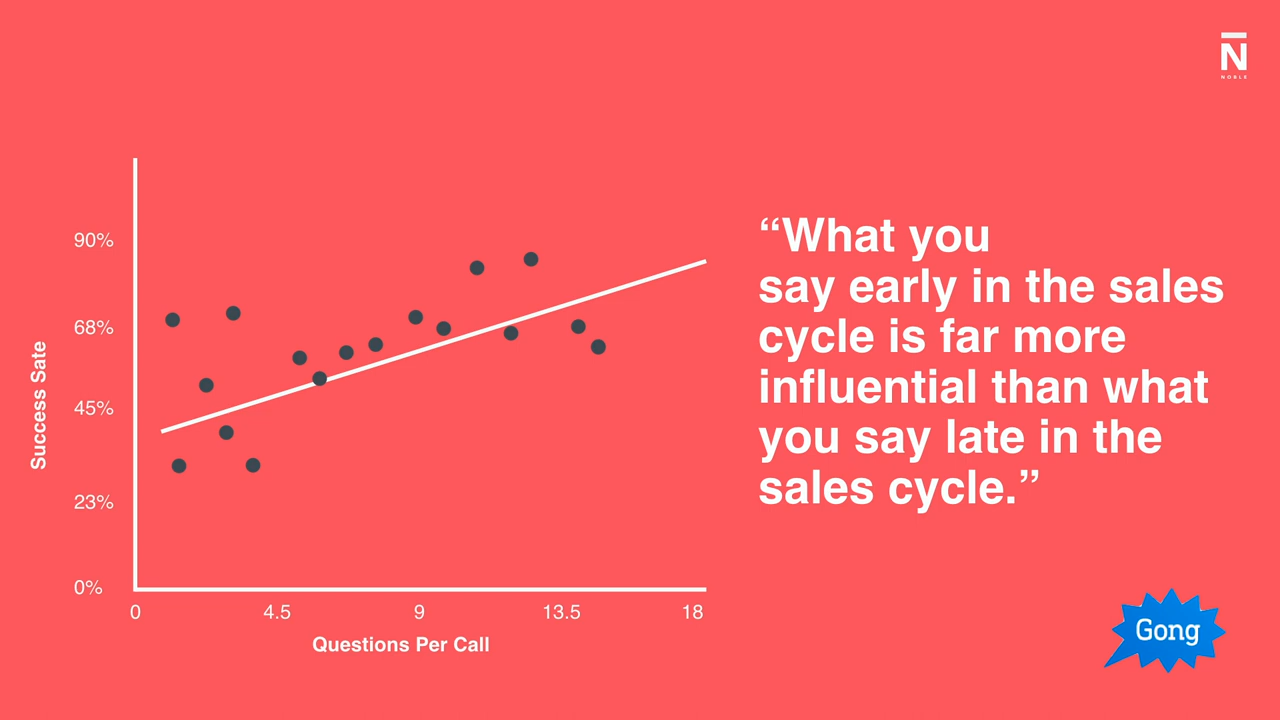 N
NOBLE
90%
68%
45%
23%
0%
Success Sate
0 4.5 9 13.5 18
Questions Per Call
“What you
say early in the sales
cycle is far more
influential than what
you say late in the
sales cycle.”
Gong